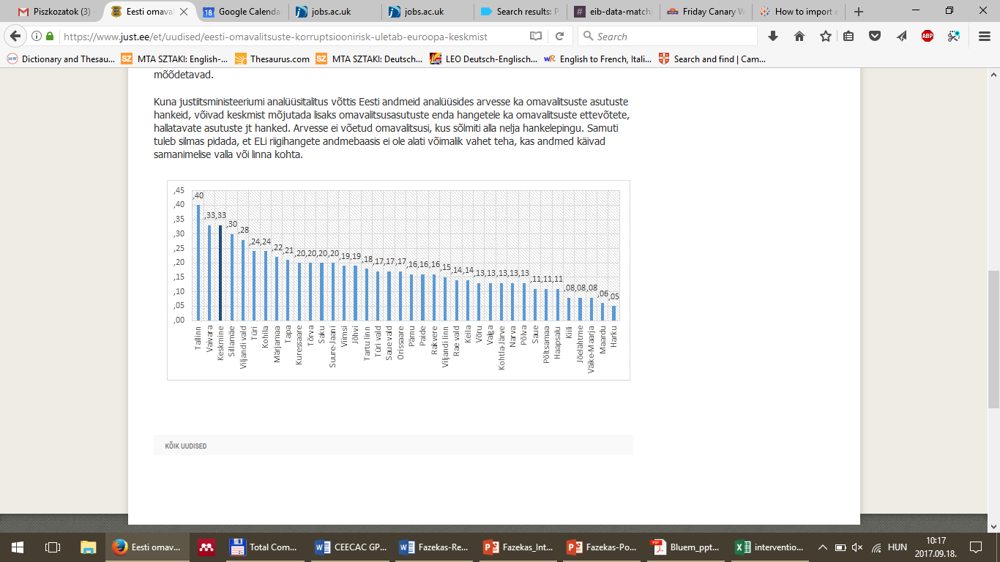 Piszkozatok (3) -
Eesti omaval
18 Google Calenda
jobs.ac.uk
jobs.ac.uk
Search results: P
eib-data-matchi
Friday Canary W
How to import e
https://www.just.ee/et/uudised/eesti-omavalitsuste-korruptsioonirisk-uletab-euroopa-keskmist
Search
ABP
Dictionary and Thesau...
SZ MTA SZTAKI: English-...
Thesaurus.com
SZ MTA SZTAKI: Deutsch...
LEO Deutsch-Englisch...
WR English to French, Itali...
Search and find | Cam...
mõõdetavad.
Kuna justiitsministeeriumi analüüsitalitus võttis Eesti andmeid analüüsides arvesse ka omavalitsuste asutuste
hankeid, võivad keskmist mõjutada lisaks omavalitsusasutuste enda hangetele ka omavalitsuste ettevõtete,
hallatavate asutuste jt hanked. Arvesse ei võetud omavalitsusi, kus sõlmiti alla nelja hankelepingu. Samuti
tuleb silmas pidada, et ELi riigihangete andmebaasis ei ole alati võimalik vahet teha, kas andmed käivad
samanimelise valla või linna kohta.
,45
,40
,35
,30
,25
,20
,15
,10
,05
,00
,40 ,33 ,33 ,30 ,28 ,24 ,24 ,22 ,21 ,20 ,20 ,20 ,20 ,19 ,19 ,18 ,17 ,17 ,17 ,16 ,16 ,16 ,15 ,14 ,14 ,13 ,13 ,13 ,13 ,13 ,11 ,11 ,11 ,08 ,08 ,08 ,06 ,05
Tallinn
Vaivara
Keskmine
Sillamäe
Viljandi vald
Türi
Kohila
Märjamaa
Tapa
Kuressaare
Tõrva
Saku
Suure-Jaani
Viimsi
Jõhvi
Tartu linn
Türi vald
Saue vald
Orissaare
Pärnu
Paide
Rakvere
Viljandi linn
Rae vald
Keila
Võru
Valga
Kohtla-Järve
Narva
Põlva
Saue
Põltsamaa
Haapsalu
Kiili
Jõelähtme
Väike-Maarja
Maardu
Harku
KÕIK UUDISED
Eesti omav...
Total Com...
CEECAC GP...
Fazekas-Re...
Fazekas_Int...
Fazekas-Po...
Bluem_ppt...
interventio...
HUN
10:17
2017.09.18.